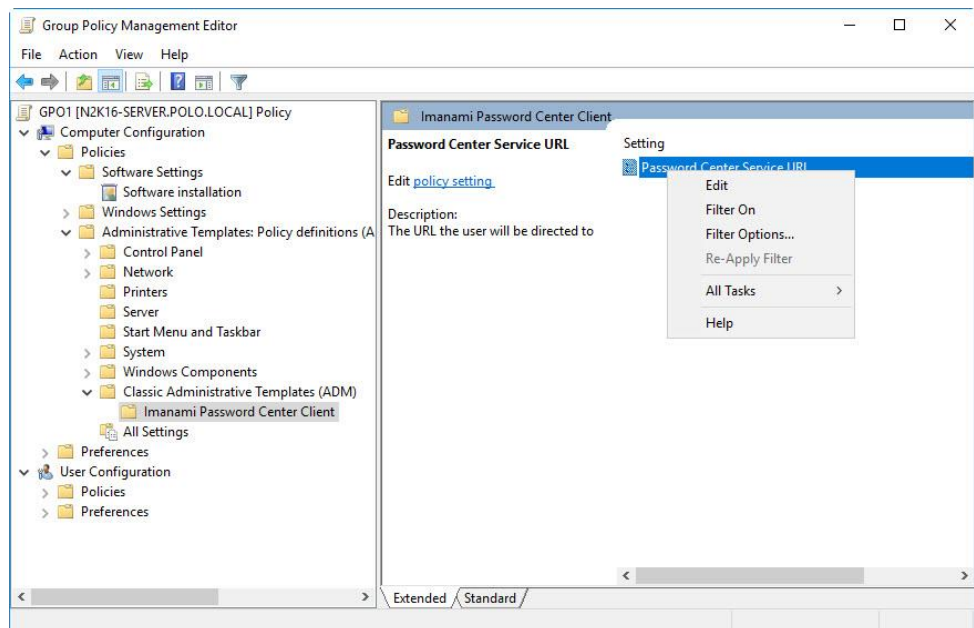 Group Policy Management Editor
File Action View Help
GPO1 [N2K16-SERVER.POLO.LOCAL] Policy
Computer Configuration
Policies
Software Settings
Software installation
Windows Settings
Administrative Templates: Policy definitions (A
Control Panel
Network
Printers
Server
Start Menu and Taskbar
System
Windows Components
Classic Administrative Templates (ADM)
Imanami Password Center Client
All Settings
Preferences
User Configuration
Policies
Preferences
Imanami Password Center Client
Password Center Service URL
Edit policy setting
Description:
The URL the user will be directed to
Setting
Password Center Service URL
Edit
Filter On
Filter Options...
Re-Apply Filter
All Tasks
Help
Extended Standard